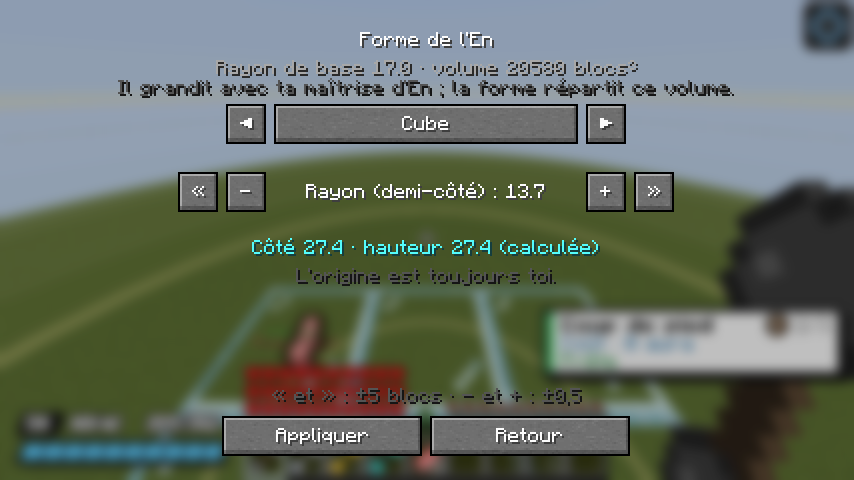 Forme de l'En
Rayon de base 17.0 · volume 20580 blocs³
Il grandit avec ta maîtrise d'En ; la forme répartit ce volume.
◄ Cube ►
« - Rayon (demi-côté) : 13.7 + »
Côté 27.4 · hauteur 27.4 (calculée)
L'origine est toujours toi.
« et » : ±5 blocs · - et + : ±0,5
Appliquer Retour